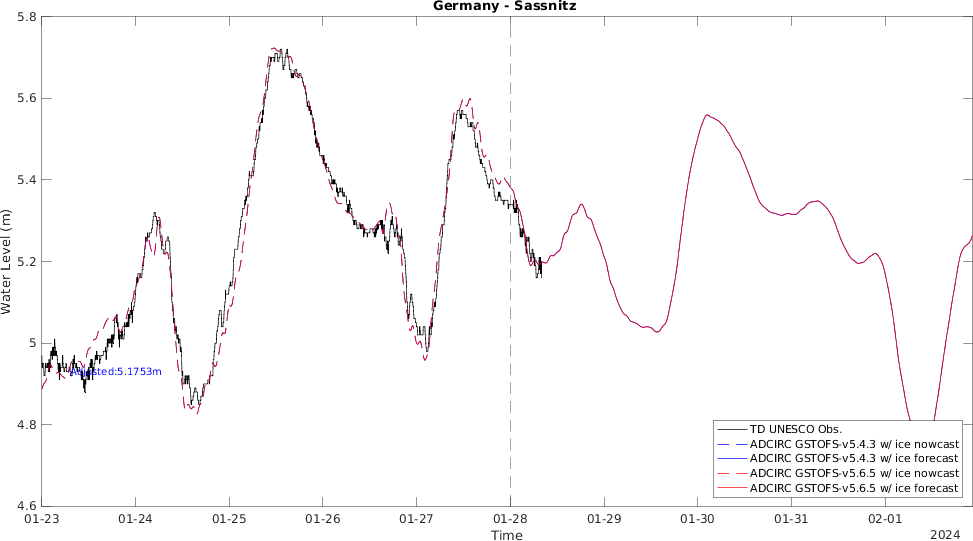 Germany - Sassnitz
Water Level (m)
5.8
5.6
5.4
5.2
5
4.8
4.6
Adjusted:5.1753m
TD UNESCO Obs.
ADCIRC GSTOFS-v5.4.3 w/ ice nowcast
ADCIRC GSTOFS-v5.4.3 w/ ice forecast
ADCIRC GSTOFS-v5.6.5 w/ ice nowcast
ADCIRC GSTOFS-v5.6.5 w/ ice forecast
01-23 01-24 01-25 01-26 01-27 01-28 01-29 01-30 01-31 02-01
Time
2024